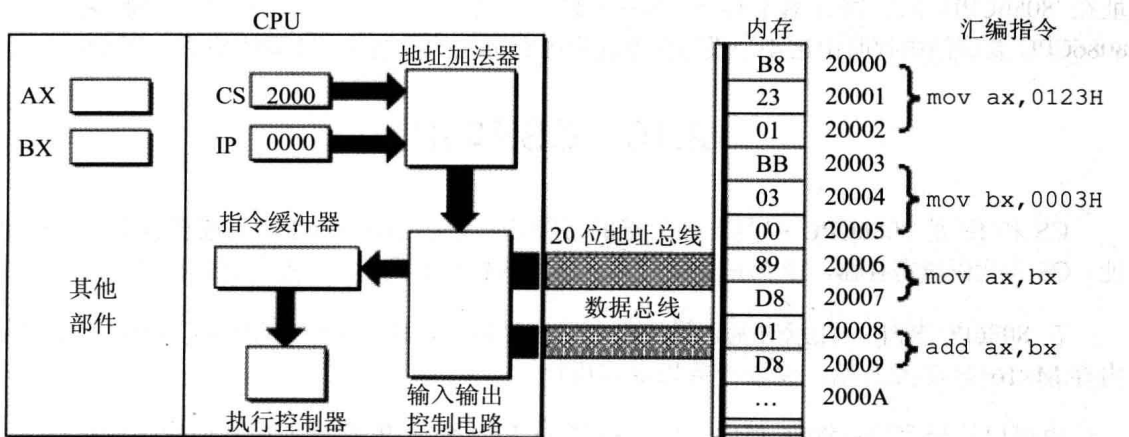 CPU
内存
汇编指令
地址加法器
AX
BX
CS 2000
IP 0000
指令缓冲器
20 位地址总线
其他
部件
数据总线
执行控制器
输入输出
控制电路
B8 20000
23 20001
01 20002
mov ax,0123H
BB 20003
03 20004
00 20005
mov bx,0003H
89 20006
D8 20007
mov ax,bx
01 20008
D8 20009
add ax,bx
… 2000A